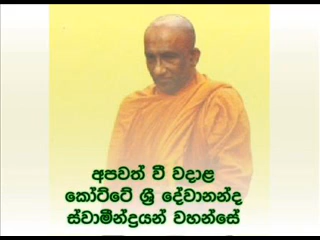 අපවත් වී වදාළ
කෝට්ටේ ශ්‍රී දේවානන්ද
ස්වාමීන්ද්‍රයන් වහන්සේ